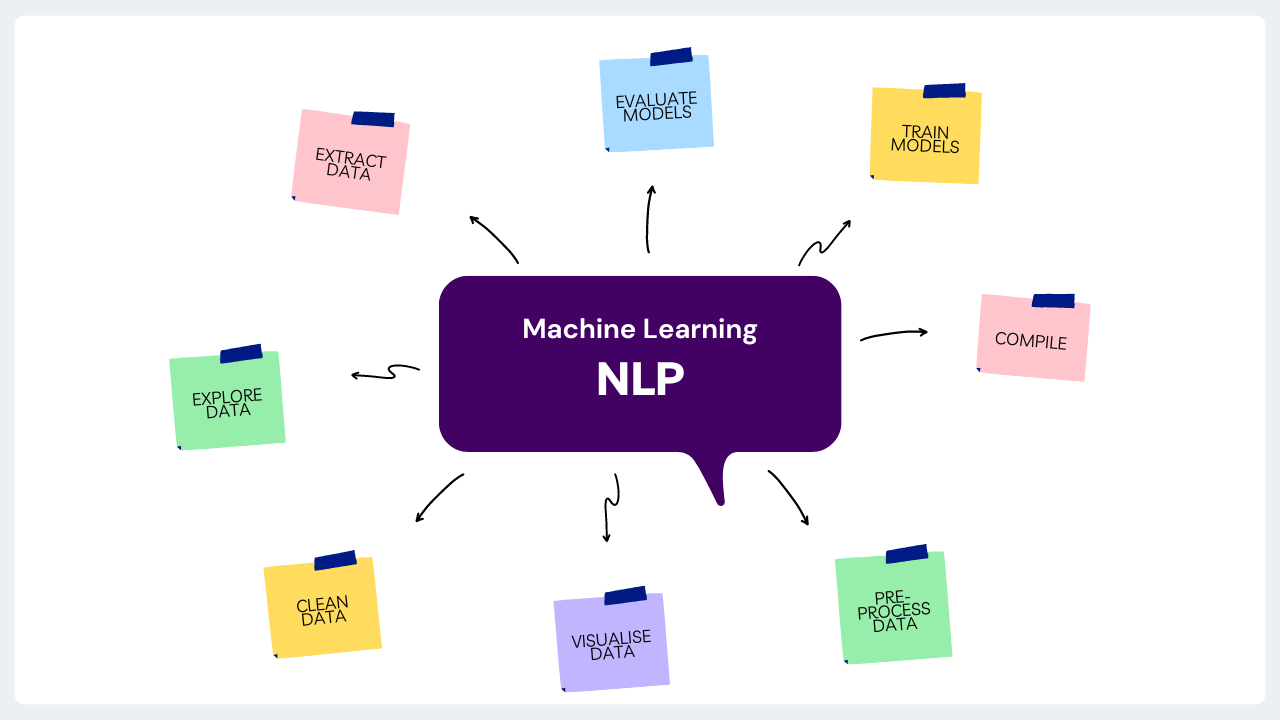 EVALUATE
MODELS
TRAIN
MODELS
EXTRACT
DATA
Machine Learning
NLP
COMPILE
EXPLORE
DATA
CLEAN
DATA
VISUALISE
DATA
PRE-
PROCESS
DATA